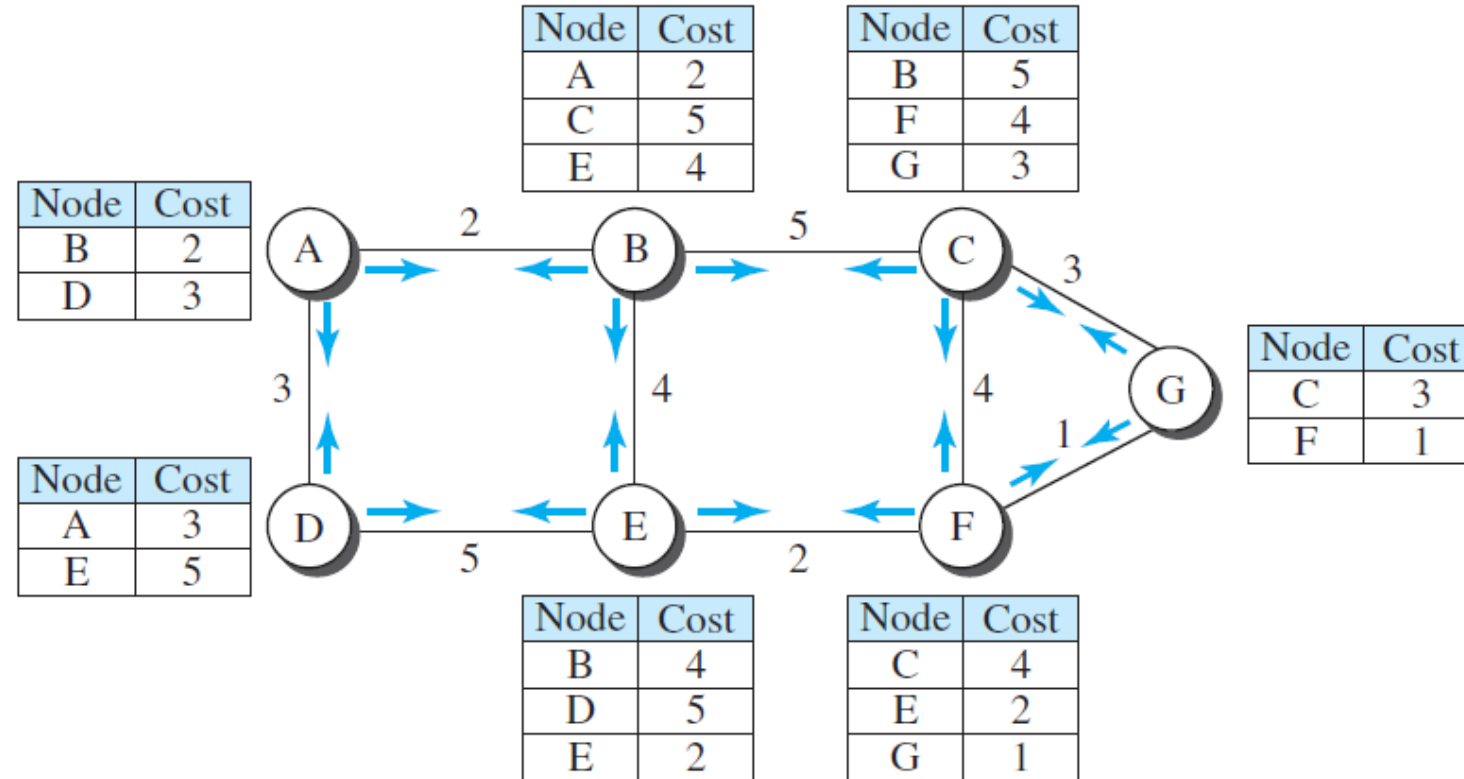 Node Cost
A 2
C 5
E 4
Node Cost
B 5
F 4
G 3
Node Cost
B 2
D 3
A 2 B 5 C 3
Node Cost
C 3
F 1
3 4 4 1 G
Node Cost
A 3
E 5
D 5 E 2 F
Node Cost
B 4
D 5
E 2
Node Cost
C 4
E 2
G 1